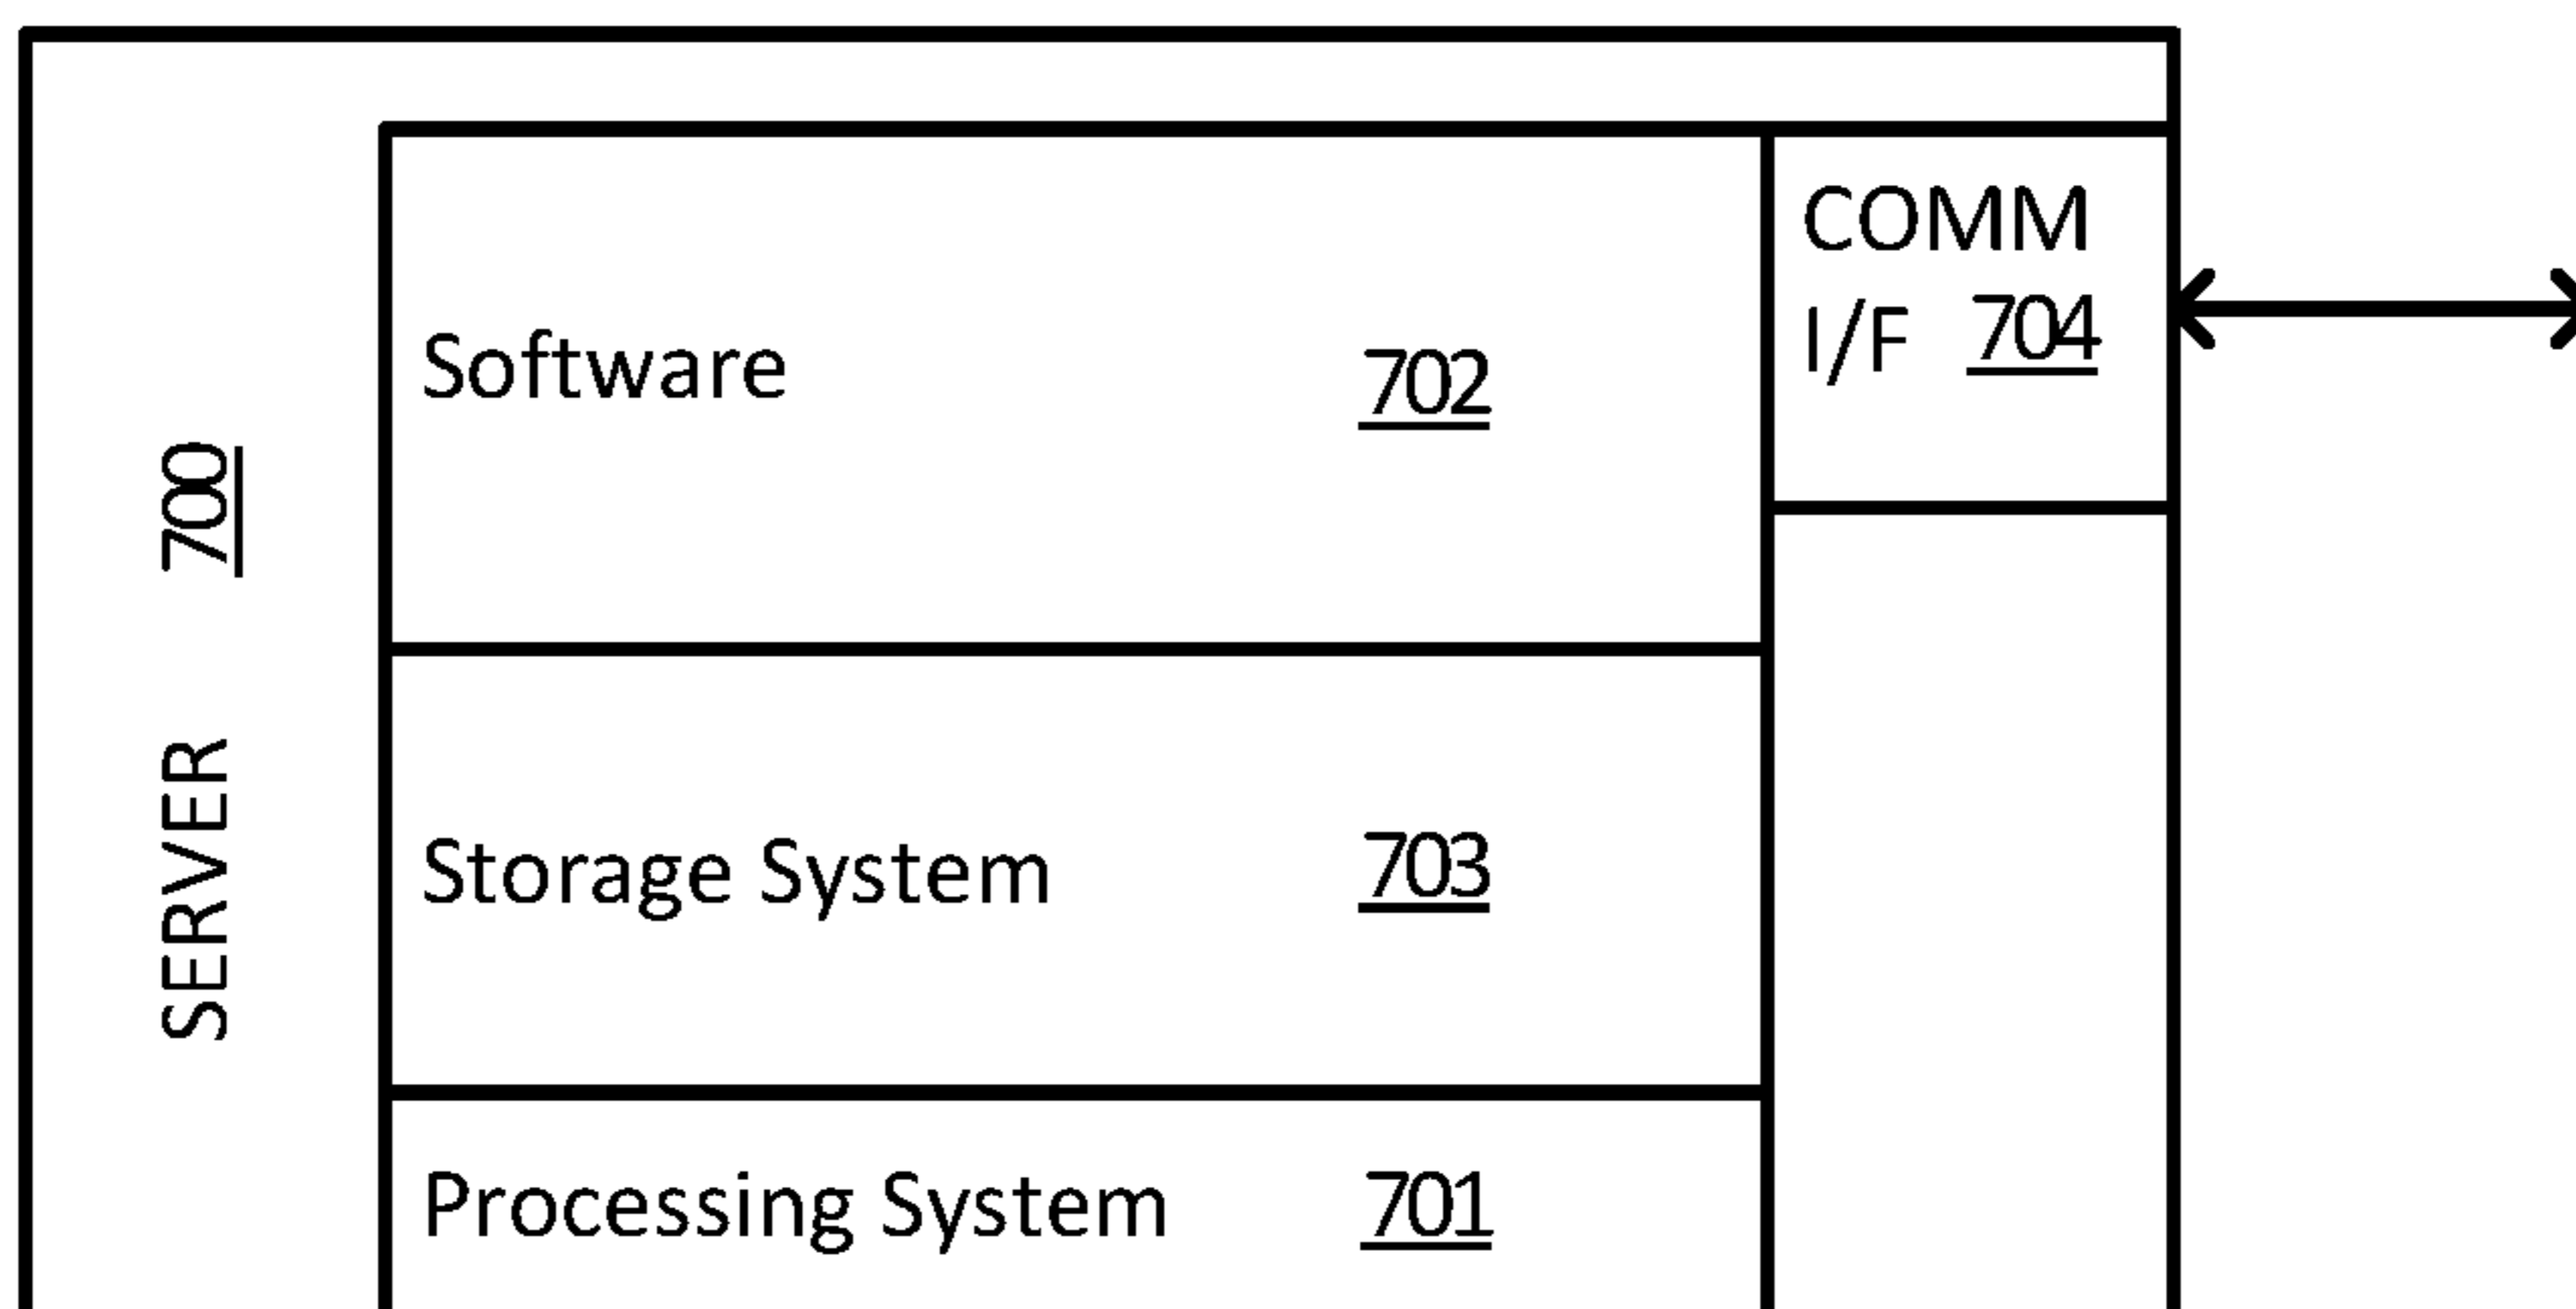 SERVER 700
Software 702
COMM
I/F 704
Storage System 703
Processing System 701